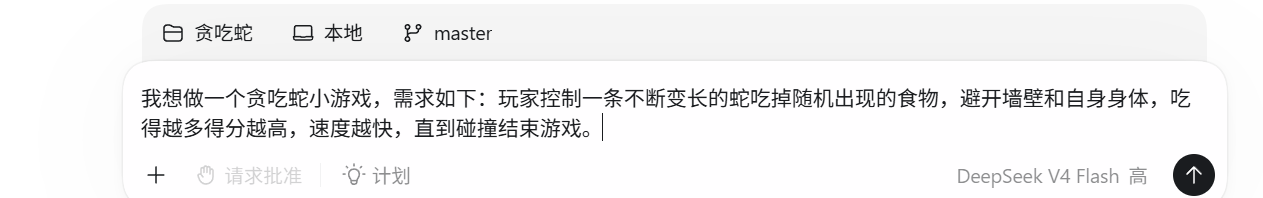 贪吃蛇 本地 master
我想做一个贪吃蛇小游戏，需求如下：玩家控制一条不断变长的蛇吃掉随机出现的食物，避开墙壁和自身身体，吃
得越多得分越高，速度越快，直到碰撞结束游戏。
请求批准 计划 DeepSeek V4 Flash 高